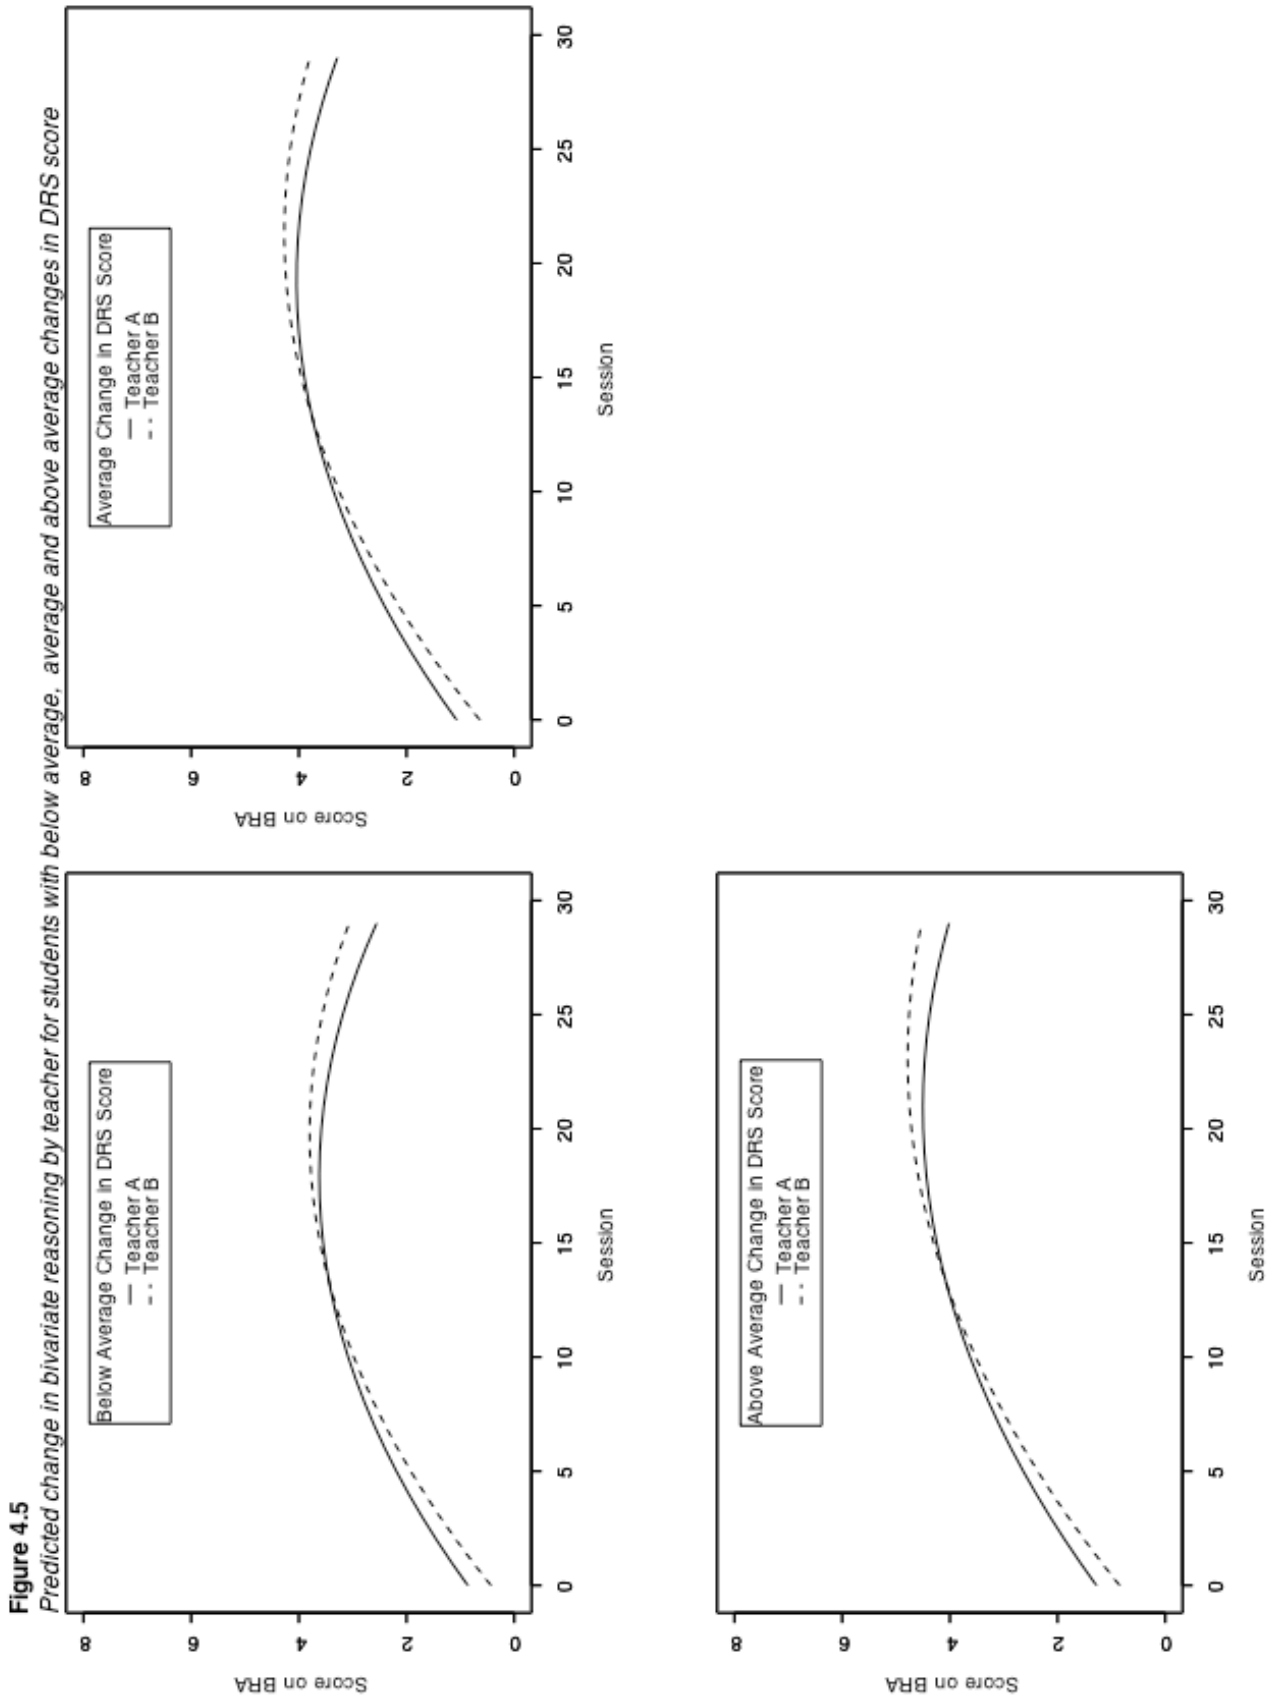 Figure 4.5
Predicted change in bivariate reasoning by teacher for students with below average, average and above average changes in DRS score
Below Average Change in DRS Score
— Teacher A
-- · Teacher B
8
6
4
2
0
Score on BRA
0 5 10 15 20 25 30
Session
Average Change in DRS Score
— Teacher A
-- · Teacher B
8
6
4
2
0
Score on BRA
0 5 10 15 20 25 30
Session
Above Average Change in DRS Score
— Teacher A
-- · Teacher B
8
6
4
2
0
Score on BRA
0 5 10 15 20 25 30
Session